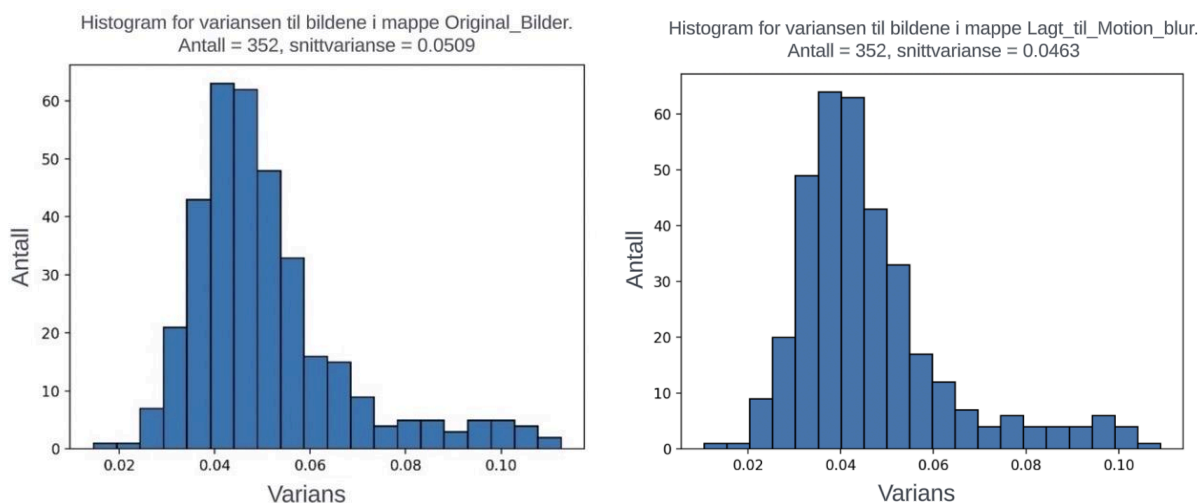 Histogram for variansen til bildene i mappe Original_Bilder.
Antall = 352, snittvarianse = 0.0509
Antall
60
50
40
30
20
10
0
0.02 0.04 0.06 0.08 0.10
Varians
Histogram for variansen til bildene i mappe Lagt_til_Motion_blur.
Antall = 352, snittvarianse = 0.0463
Antall
60
50
40
30
20
10
0
0.02 0.04 0.06 0.08 0.10
Varians